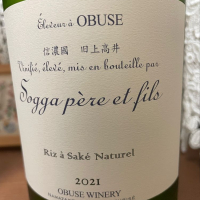 Éleveur à OBUSE
信濃國 旧上高井
Vinifié, élevé, mis en bouteille par
Sogga père et fils
Riz à Saké Naturel
2021
OBUSE WINERY